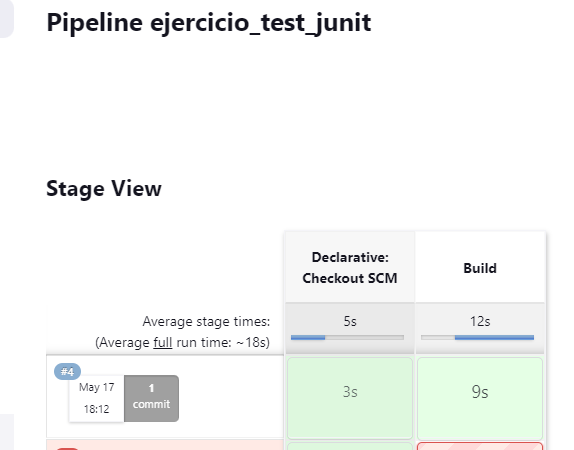 Pipeline ejercicio_test_junit
Stage View
Declarative:
Checkout SCM
Build
Average stage times:
(Average full run time: ~18s)
5s
12s
#4
May 17
18:12
1
commit
3s
9s